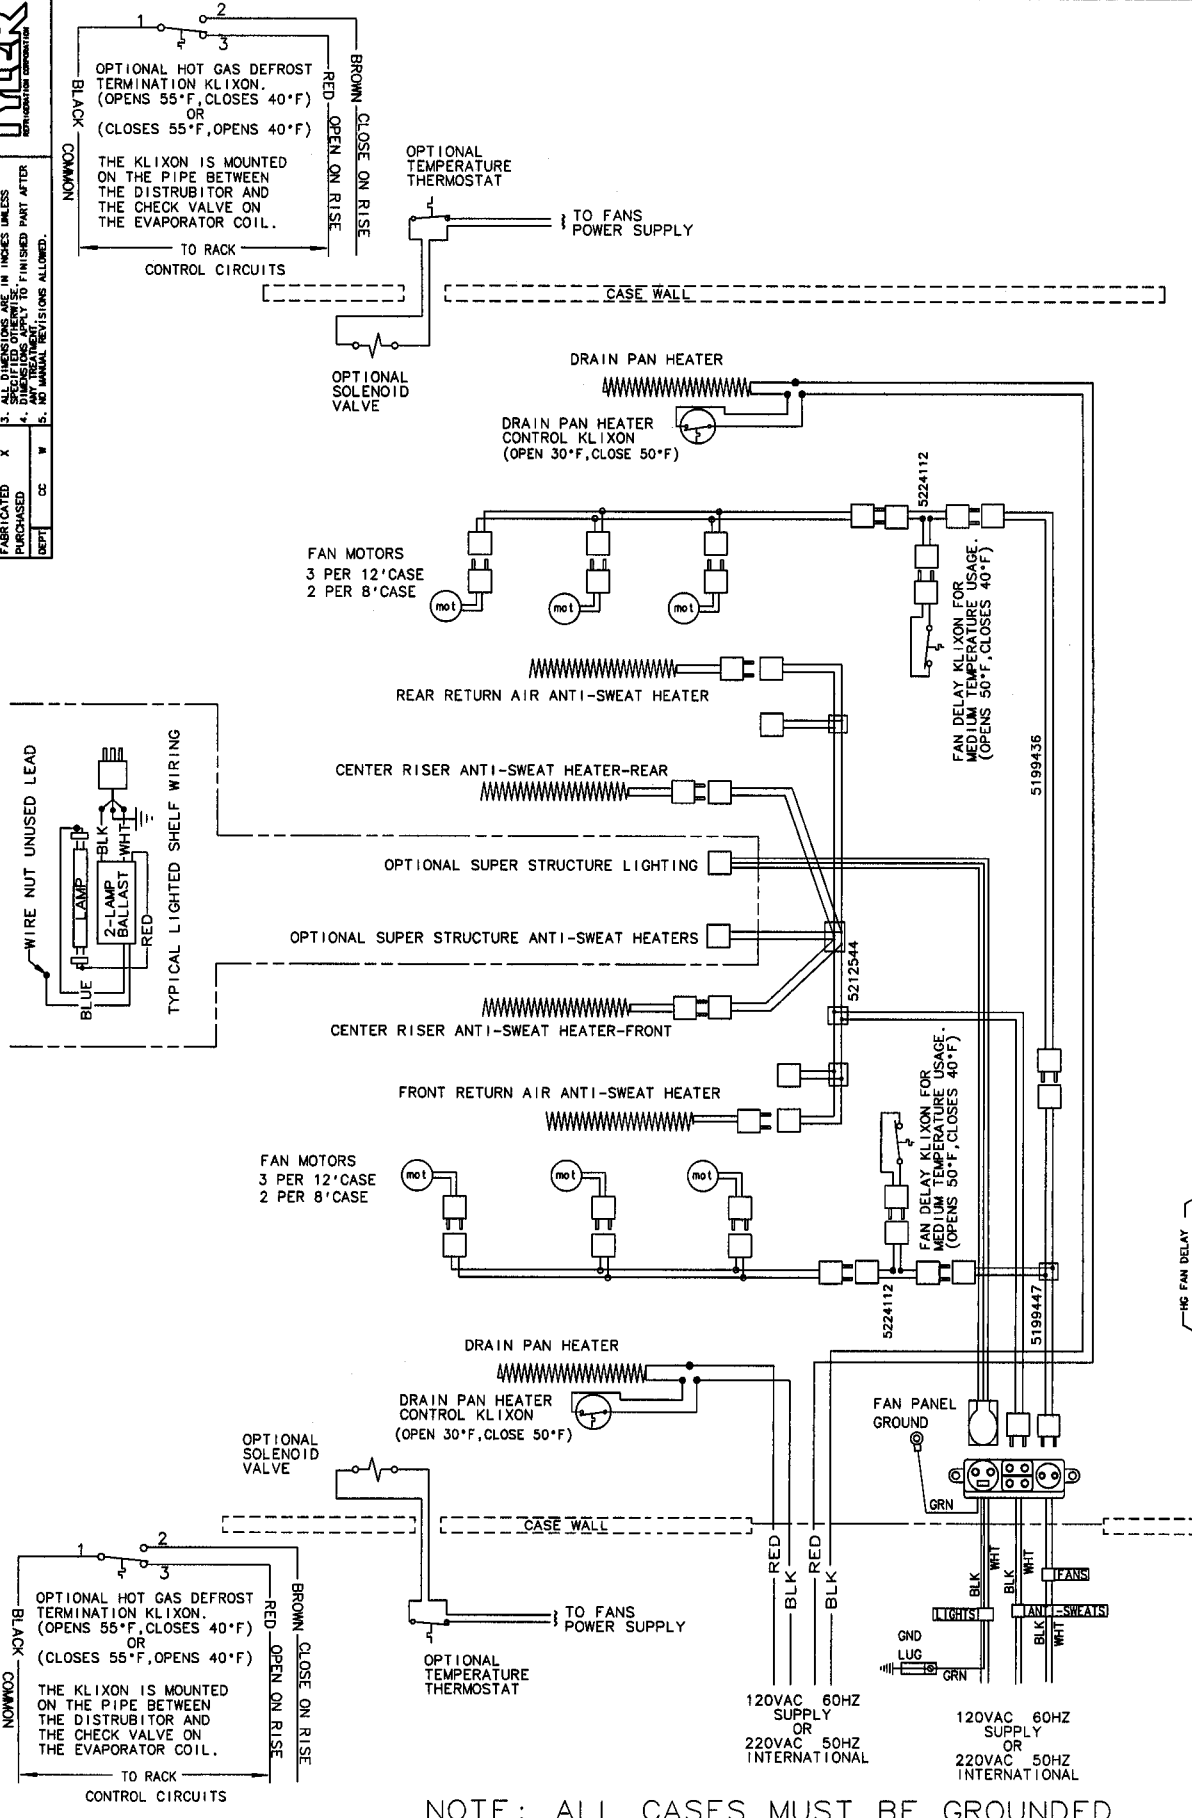 TYLER
REFRIGERATION CORPORATION
3. ALL DIMENSIONS ARE IN INCHES UNLESS
SPECIFIED OTHERWISE.
4. DIMENSIONS APPLY TO FINISHED PART AFTER
ANY TREATMENT.
5. NO MANUAL REVISIONS ALLOWED.
FABRICATED X
PURCHASED
DEPT CC W
1
2
3
OPTIONAL HOT GAS DEFROST
TERMINATION KLIXON.
(OPENS 55°F,CLOSES 40°F)
OR
(CLOSES 55°F,OPENS 40°F)
THE KLIXON IS MOUNTED
ON THE PIPE BETWEEN
THE DISTRUBITOR AND
THE CHECK VALVE ON
THE EVAPORATOR COIL.
BLACK COMMON
RED OPEN ON RISE
BROWN CLOSE ON RISE
TO RACK
CONTROL CIRCUITS
OPTIONAL
TEMPERATURE
THERMOSTAT
TO FANS
POWER SUPPLY
CASE WALL
OPTIONAL
SOLENOID
VALVE
DRAIN PAN HEATER
DRAIN PAN HEATER
CONTROL KLIXON
(OPEN 30°F,CLOSE 50°F)
5224112
FAN MOTORS
3 PER 12'CASE
2 PER 8'CASE
mot
mot
mot
FAN DELAY KLIXON FOR
MEDIUM TEMPERATURE USAGE.
(OPENS 50°F,CLOSES 40°F)
5199436
REAR RETURN AIR ANTI-SWEAT HEATER
CENTER RISER ANTI-SWEAT HEATER-REAR
WIRE NUT UNUSED LEAD
LAMP
2-LAMP
BALLAST
BLK
WHT
RED
BLUE
TYPICAL LIGHTED SHELF WIRING
OPTIONAL SUPER STRUCTURE LIGHTING
OPTIONAL SUPER STRUCTURE ANTI-SWEAT HEATERS
5212544
CENTER RISER ANTI-SWEAT HEATER-FRONT
FRONT RETURN AIR ANTI-SWEAT HEATER
FAN DELAY KLIXON FOR
MEDIUM TEMPERATURE USAGE.
(OPENS 50°F,CLOSES 40°F)
FAN MOTORS
3 PER 12'CASE
2 PER 8'CASE
mot
mot
mot
HG FAN DELAY
5224112
5199447
DRAIN PAN HEATER
DRAIN PAN HEATER
CONTROL KLIXON
(OPEN 30°F,CLOSE 50°F)
FAN PANEL
GROUND
GRN
OPTIONAL
SOLENOID
VALVE
CASE WALL
RED
BLK
RED
BLK
BLK
WHT
BLK
WHT
FANS
LIGHTS
ANTI-SWEATS
BLK
WHT
GND
LUG
GRN
1
2
3
OPTIONAL HOT GAS DEFROST
TERMINATION KLIXON.
(OPENS 55°F,CLOSES 40°F)
OR
(CLOSES 55°F,OPENS 40°F)
THE KLIXON IS MOUNTED
ON THE PIPE BETWEEN
THE DISTRUBITOR AND
THE CHECK VALVE ON
THE EVAPORATOR COIL.
BLACK COMMON
RED OPEN ON RISE
BROWN CLOSE ON RISE
TO RACK
CONTROL CIRCUITS
TO FANS
POWER SUPPLY
OPTIONAL
TEMPERATURE
THERMOSTAT
120VAC 60HZ
SUPPLY
OR
220VAC 50HZ
INTERNATIONAL
120VAC 60HZ
SUPPLY
OR
220VAC 50HZ
INTERNATIONAL
NOTE: ALL CASES MUST BE GROUNDED